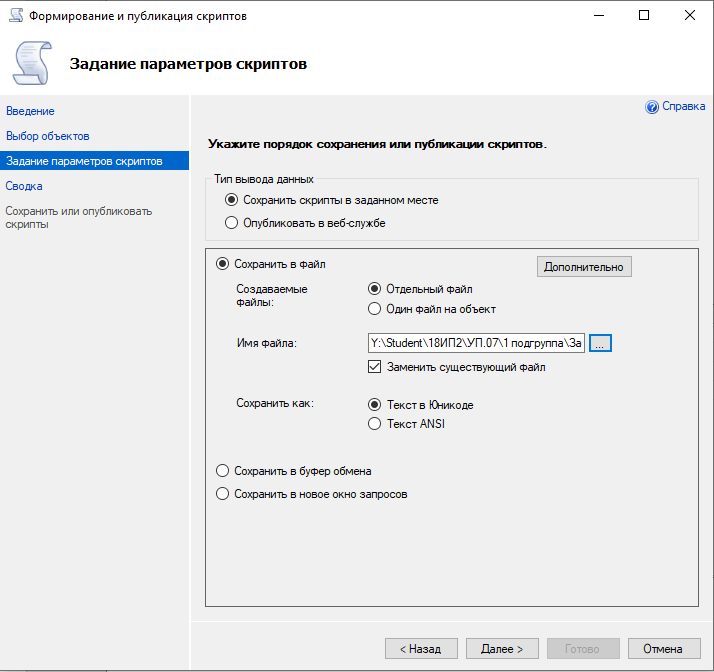 Формирование и публикация скриптов
Задание параметров скриптов
Введение
Выбор объектов
Задание параметров скриптов
Сводка
Сохранить или опубликовать
скрипты
Справка
Укажите порядок сохранения или публикации скриптов.
Тип вывода данных
Сохранить скрипты в заданном месте
Опубликовать в веб-службе
Сохранить в файл
Дополнительно
Создаваемые
файлы:
Отдельный файл
Один файл на объект
Имя файла:
Y:\Student\18ИП2\УП.07\1 подгруппа\За
...
Заменить существующий файл
Сохранить как:
Текст в Юникоде
Текст ANSI
Сохранить в буфер обмена
Сохранить в новое окно запросов
< Назад
Далее >
Готово
Отмена